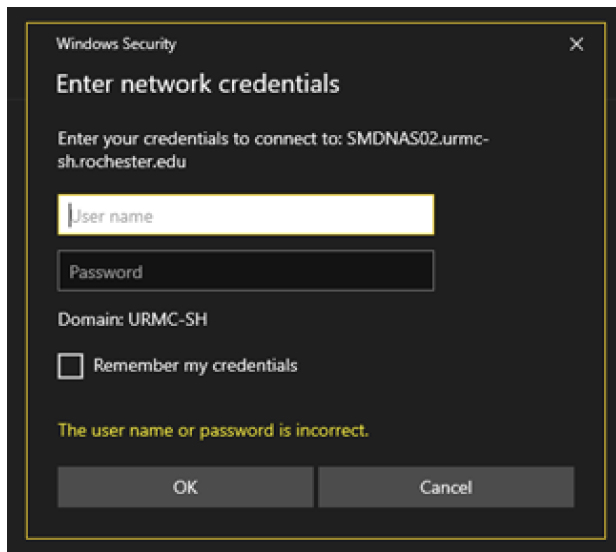 Windows Security
Enter network credentials
Enter your credentials to connect to: SMDNAS02.urmc-
sh.rochester.edu
User name
Password
Domain: URMC-SH
Remember my credentials
The user name or password is incorrect.
OK Cancel